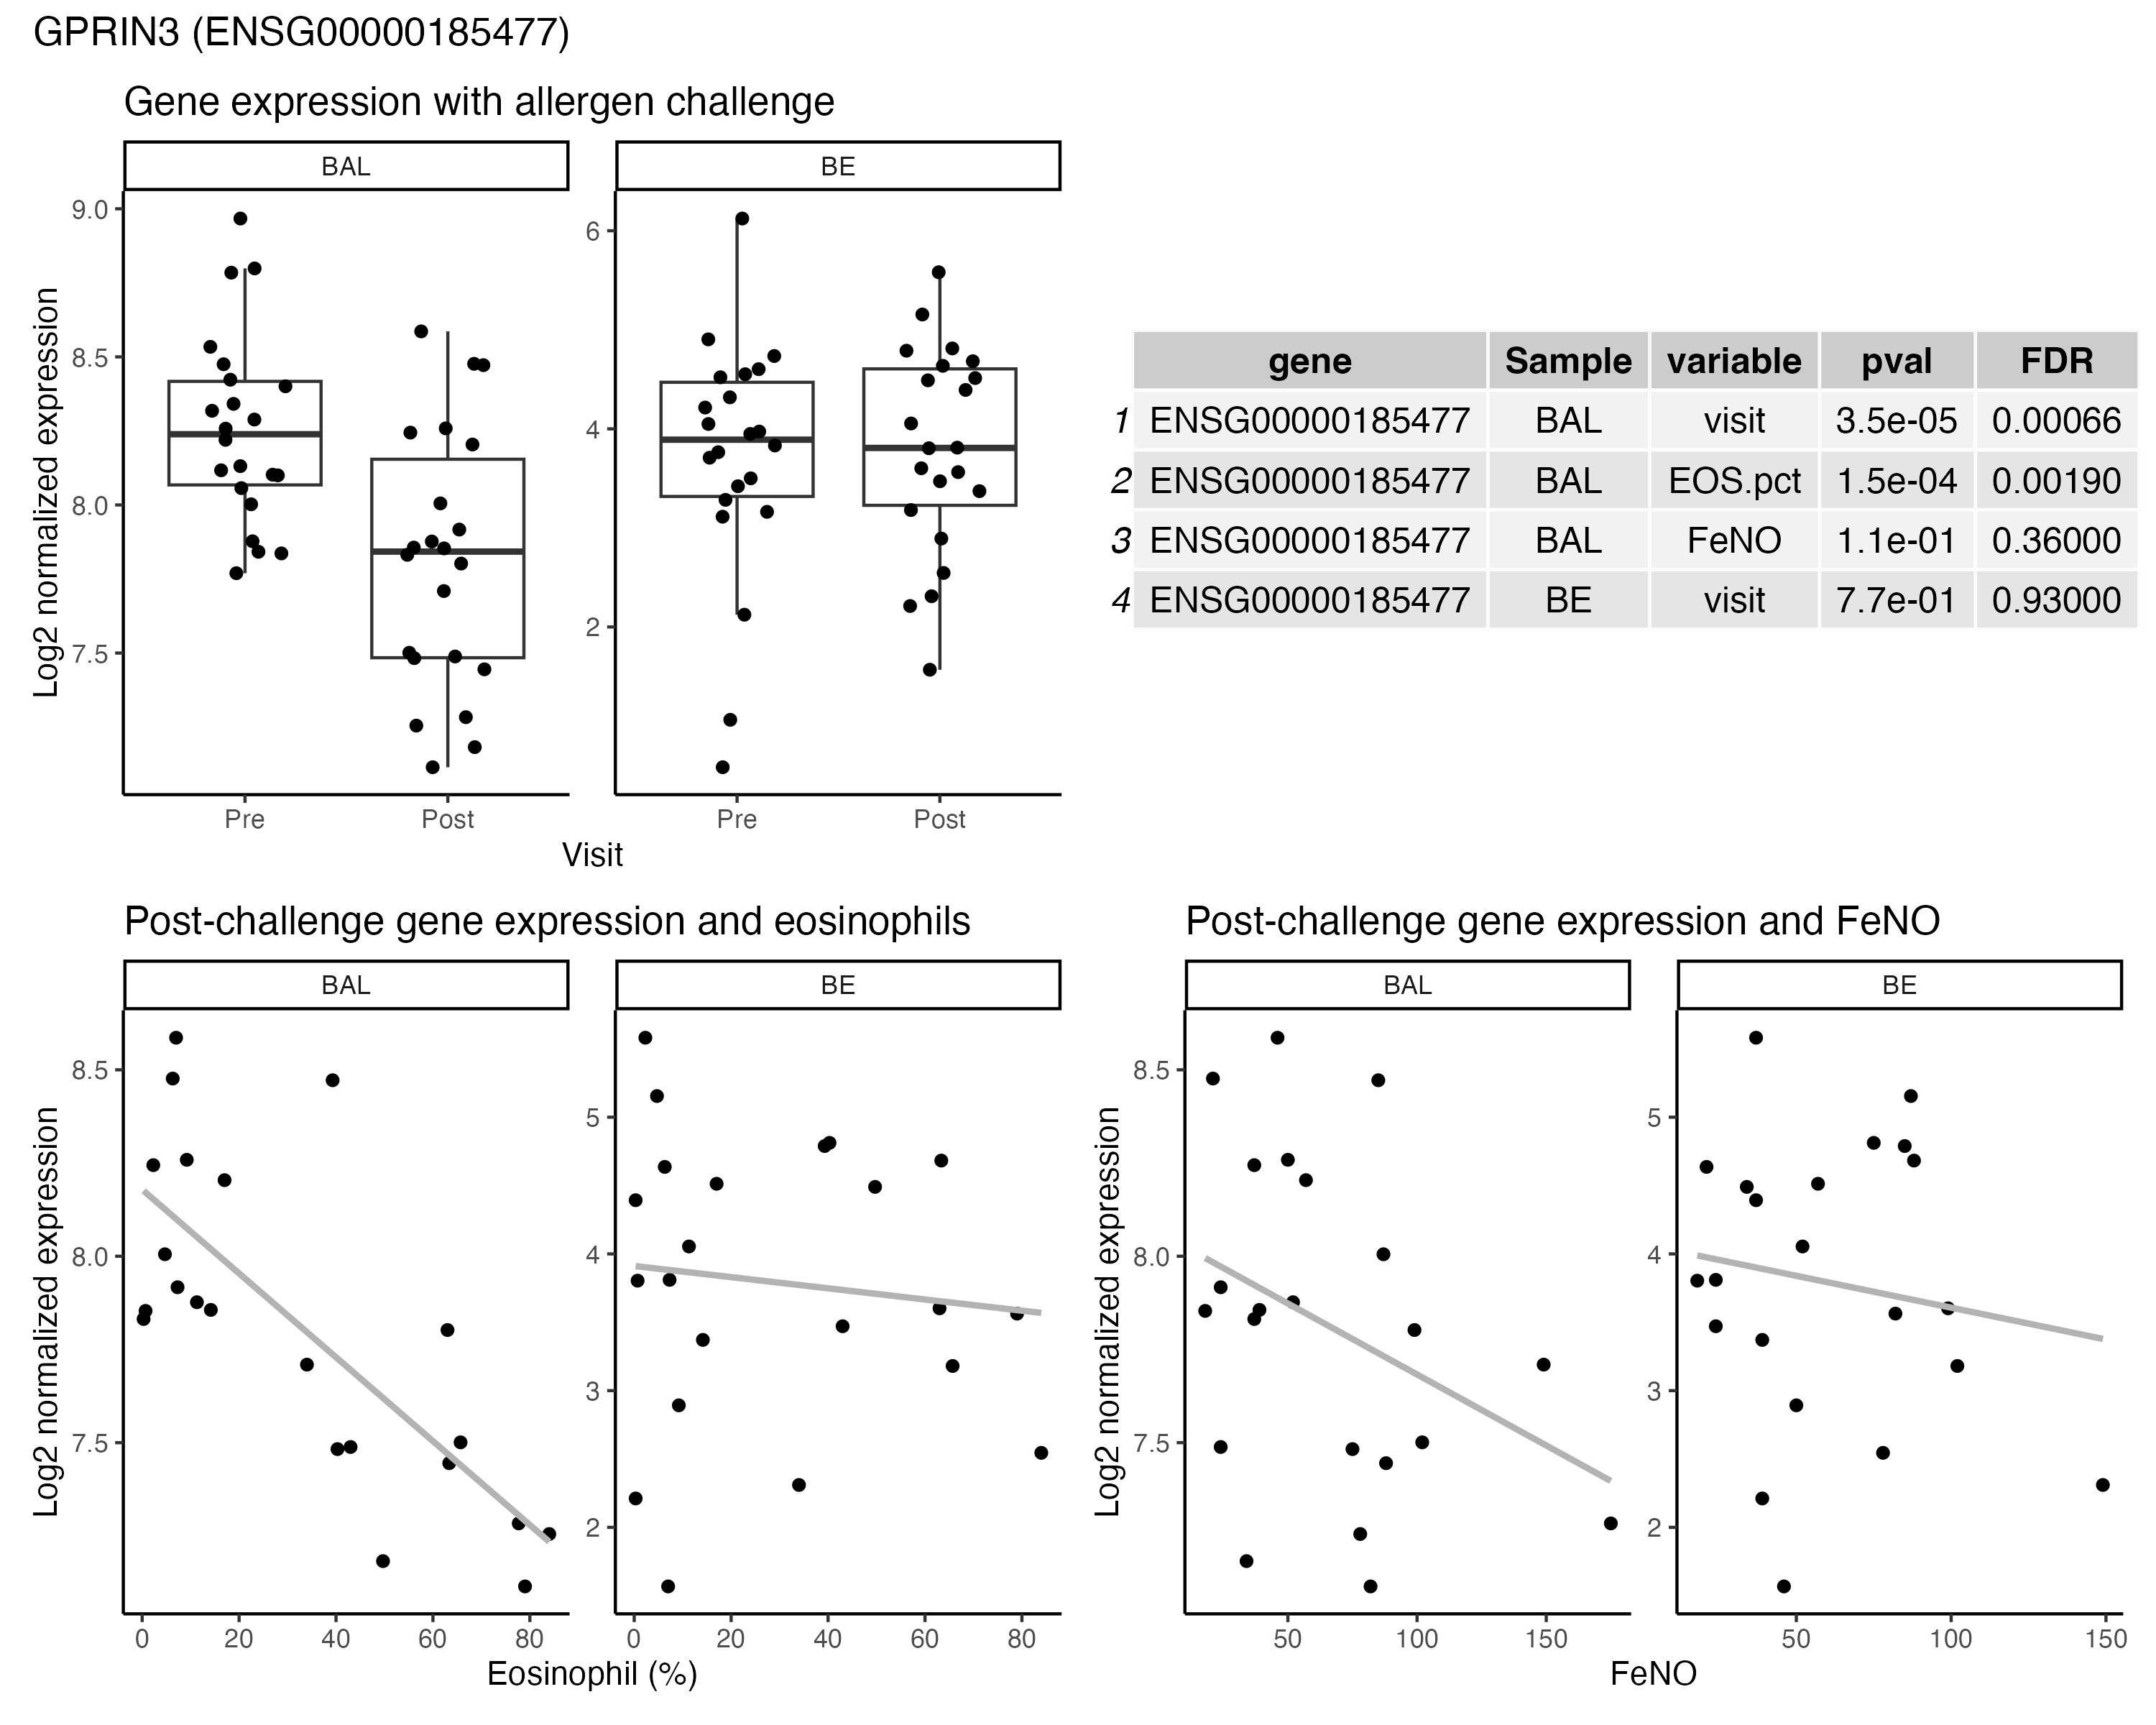 GPRIN3 (ENSG00000185477)
Gene expression with allergen challenge
BAL
BE
Log2 normalized expression
9.0
8.5
8.0
7.5
6
4
2
Pre
Post
Pre
Post
Visit
gene Sample variable pval FDR
1 ENSG00000185477 BAL visit 3.5e-05 0.00066
2 ENSG00000185477 BAL EOS.pct 1.5e-04 0.00190
3 ENSG00000185477 BAL FeNO 1.1e-01 0.36000
4 ENSG00000185477 BE visit 7.7e-01 0.93000
Post-challenge gene expression and eosinophils
BAL
BE
Log2 normalized expression
8.5
8.0
7.5
5
4
3
2
0 20 40 60 80
0 20 40 60 80
Eosinophil (%)
Post-challenge gene expression and FeNO
BAL
BE
Log2 normalized expression
8.5
8.0
7.5
5
4
3
2
50 100 150
50 100 150
FeNO